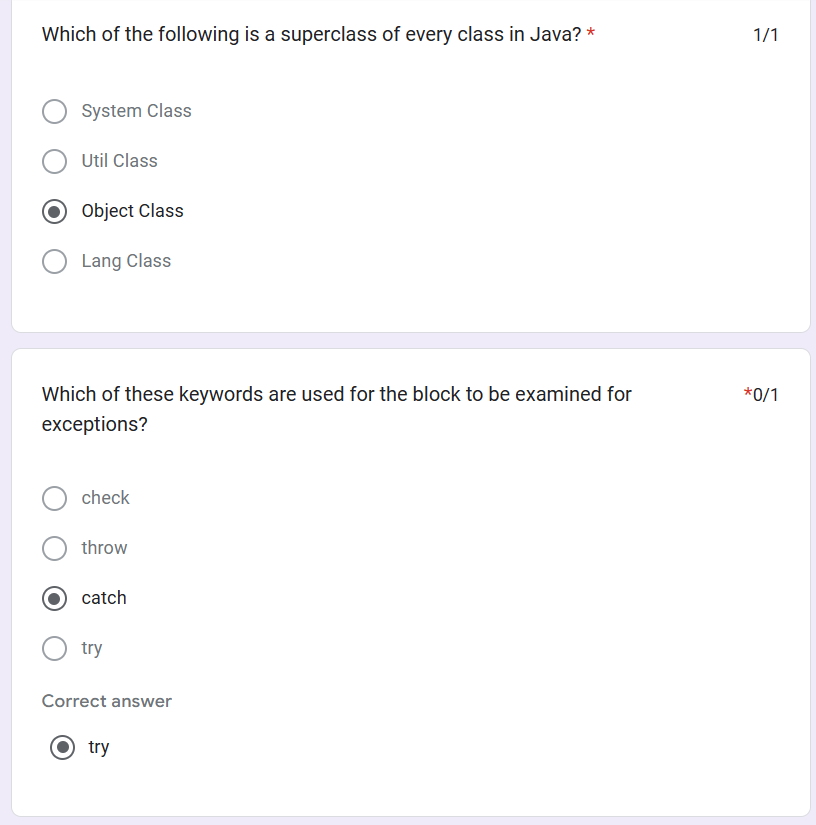 Which of the following is a superclass of every class in Java? * 1/1
System Class
Util Class
Object Class
Lang Class
Which of these keywords are used for the block to be examined for *0/1
exceptions?
check
throw
catch
try
Correct answer
try